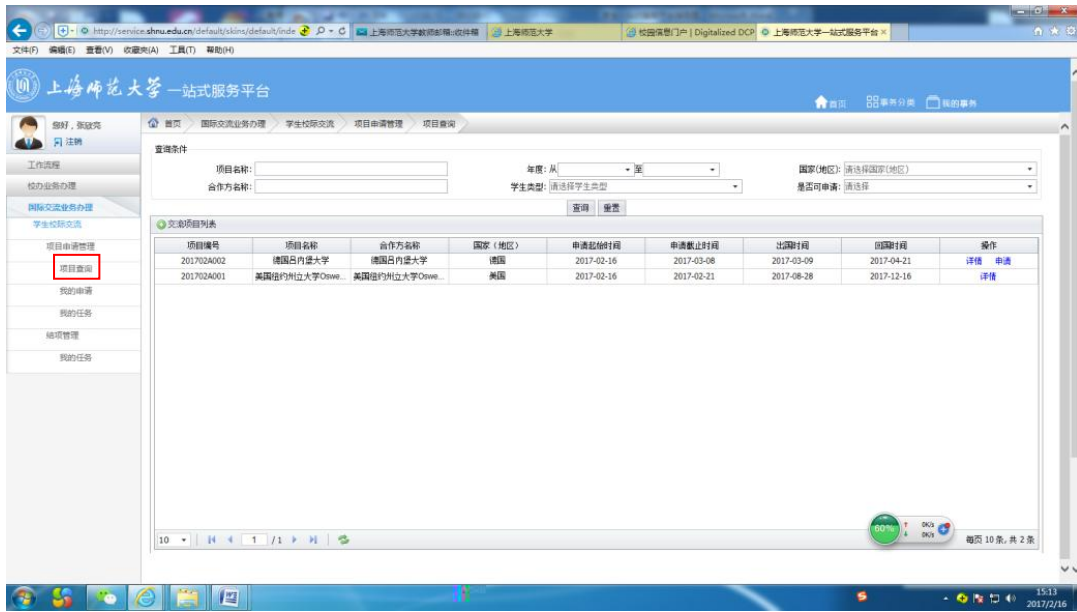 http://service.shnu.edu.cn/default/skins/default/inde
上海师范大学教师邮箱::收件箱
上海师范大学
校园信息门户 | Digitalized DCP
上海师范大学一站式服务平台
文件(F) 编辑(E) 查看(V) 收藏夹(A) 工具(T) 帮助(H)
上海师范大学 一站式服务平台
首页 事务分类 我的事务
注销
首页 国际交流业务办理 学生校际交流 项目申请管理 项目查询
工作流程
校办业务办理
国际交流业务办理
学生校际交流
项目申请管理
项目查询
我的申请
我的任务
结项管理
我的任务
查询条件
项目名称: 年度: 从 至 国家(地区): 请选择国家(地区)
合作方名称: 学生类型: 请选择学生类型 是否可申请: 请选择
查询 重置
交流项目列表
项目编号 项目名称 合作方名称 国家(地区) 申请起始时间 申请截止时间 出国时间 回国时间 操作
201702A002 德国吕内堡大学 德国吕内堡大学 德国 2017-02-16 2017-03-08 2017-03-09 2017-04-21 详情 申请
201702A001 美国纽约州立大学Oswe... 美国纽约州立大学Oswe... 美国 2017-02-16 2017-02-21 2017-08-28 2017-12-16 详情
60% 0K/s
0K/s
10 1 /1 每页 10 条, 共 2 条
15:13
2017/2/16